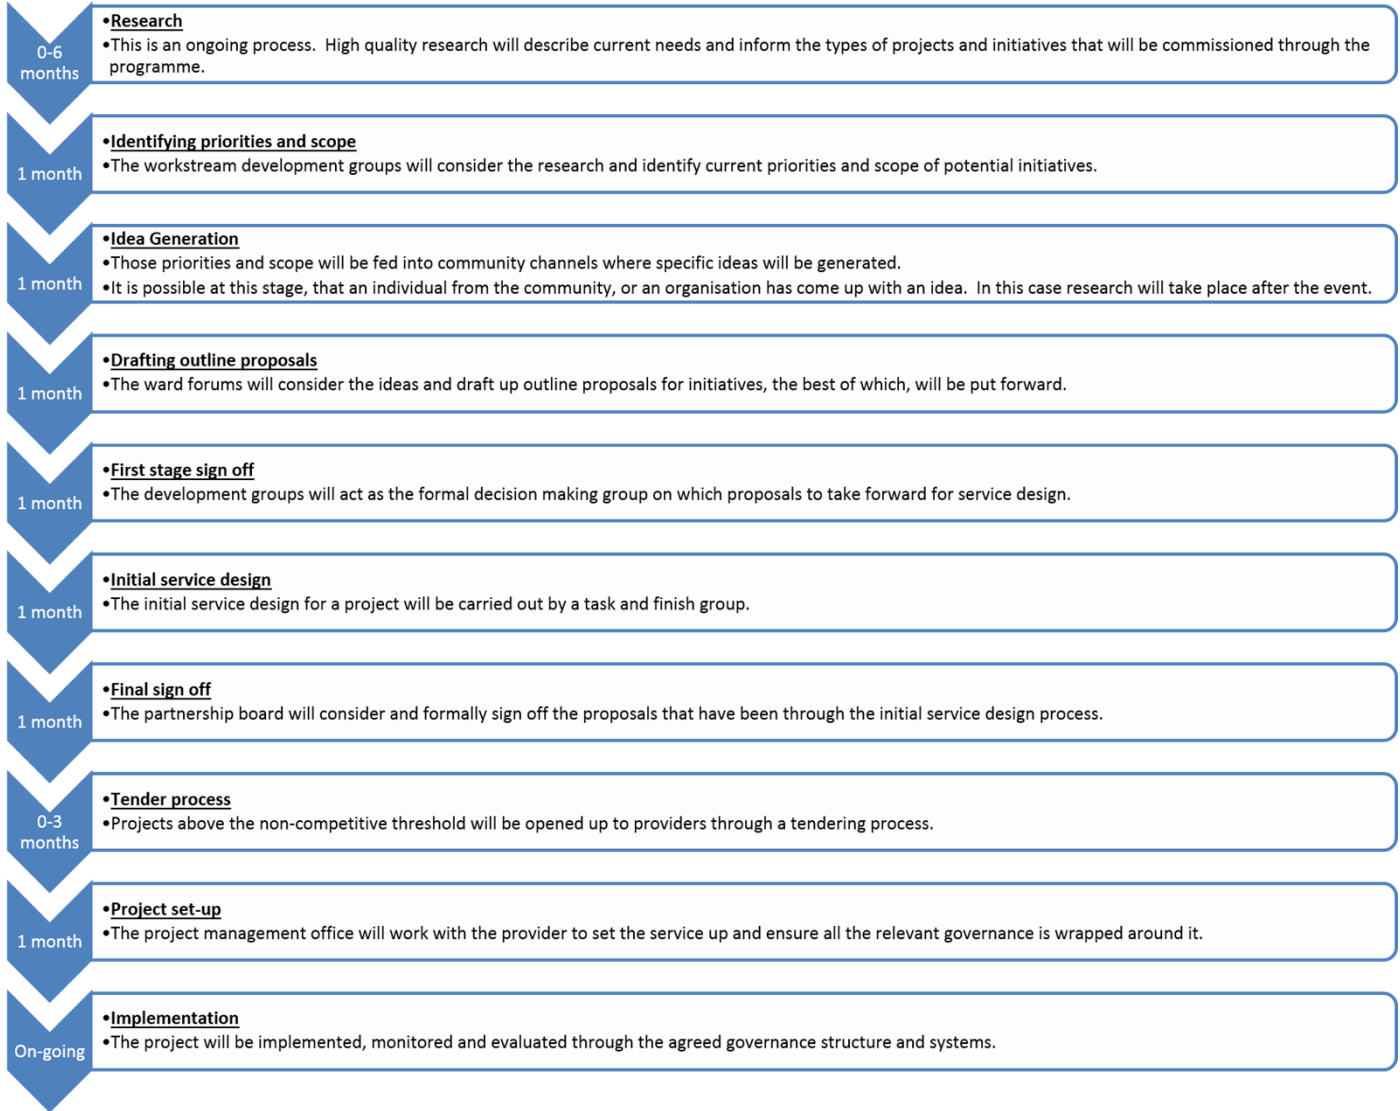 0-6
months
•Research
•This is an ongoing process.  High quality research will describe current needs and inform the types of projects and initiatives that will be commissioned through the
programme.
1 month
•Identifying priorities and scope
•The workstream development groups will consider the research and identify current priorities and scope of potential initiatives.
1 month
•Idea Generation
•Those priorities and scope will be fed into community channels where specific ideas will be generated.
•It is possible at this stage, that an individual from the community, or an organisation has come up with an idea.  In this case research will take place after the event.
1 month
•Drafting outline proposals
•The ward forums will consider the ideas and draft up outline proposals for initiatives, the best of which, will be put forward.
1 month
•First stage sign off
•The development groups will act as the formal decision making group on which proposals to take forward for service design.
1 month
•Initial service design
•The initial service design for a project will be carried out by a task and finish group.
1 month
•Final sign off
•The partnership board will consider and formally sign off the proposals that have been through the initial service design process.
0-3
months
•Tender process
•Projects above the non-competitive threshold will be opened up to providers through a tendering process.
1 month
•Project set-up
•The project management office will work with the provider to set the service up and ensure all the relevant governance is wrapped around it.
On-going
•Implementation
•The project will be implemented, monitored and evaluated through the agreed governance structure and systems.